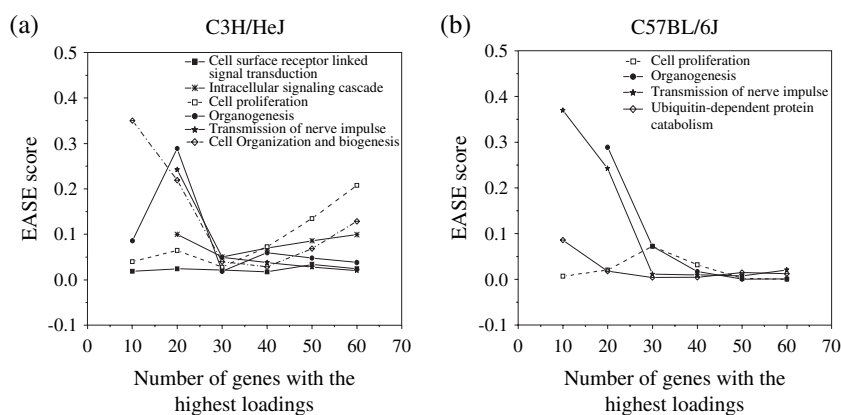 (a)
C3H/HeJ
EASE score
0.5
0.4
0.3
0.2
0.1
0.0
-0.1
Cell surface receptor linked
signal transduction
Intracellular signaling cascade
Cell proliferation
Organogenesis
Transmission of nerve impulse
Cell Organization and biogenesis
0 10 20 30 40 50 60 70
Number of genes with the
highest loadings
(b)
C57BL/6J
EASE score
0.5
0.4
0.3
0.2
0.1
0.0
-0.1
Cell proliferation
Organogenesis
Transmission of nerve impulse
Ubiquitin-dependent protein
catabolism
0 10 20 30 40 50 60 70
Number of genes with the
highest loadings